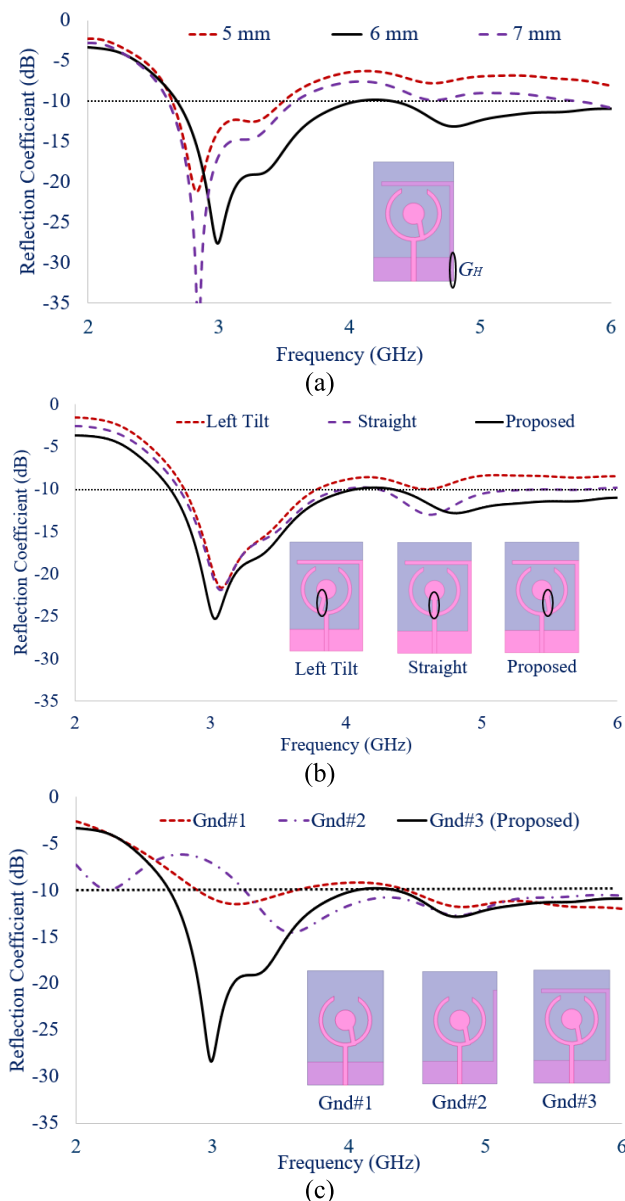 5 mm 6 mm 7 mm
0
-5
-10
-15
-20
-25
-30
-35
Reflection Coefficient (dB)
G_H
2 3 4 5 6
Frequency (GHz)
(a)
Left Tilt Straight Proposed
0
-5
-10
-15
-20
-25
-30
-35
Reflection Coefficient (dB)
Left Tilt Straight Proposed
2 3 4 5 6
Frequency (GHz)
(b)
Gnd#1 Gnd#2 Gnd#3 (Proposed)
0
-5
-10
-15
-20
-25
-30
-35
Reflection Coefficient (dB)
Gnd#1 Gnd#2 Gnd#3
2 3 4 5 6
Frequency (GHz)
(c)